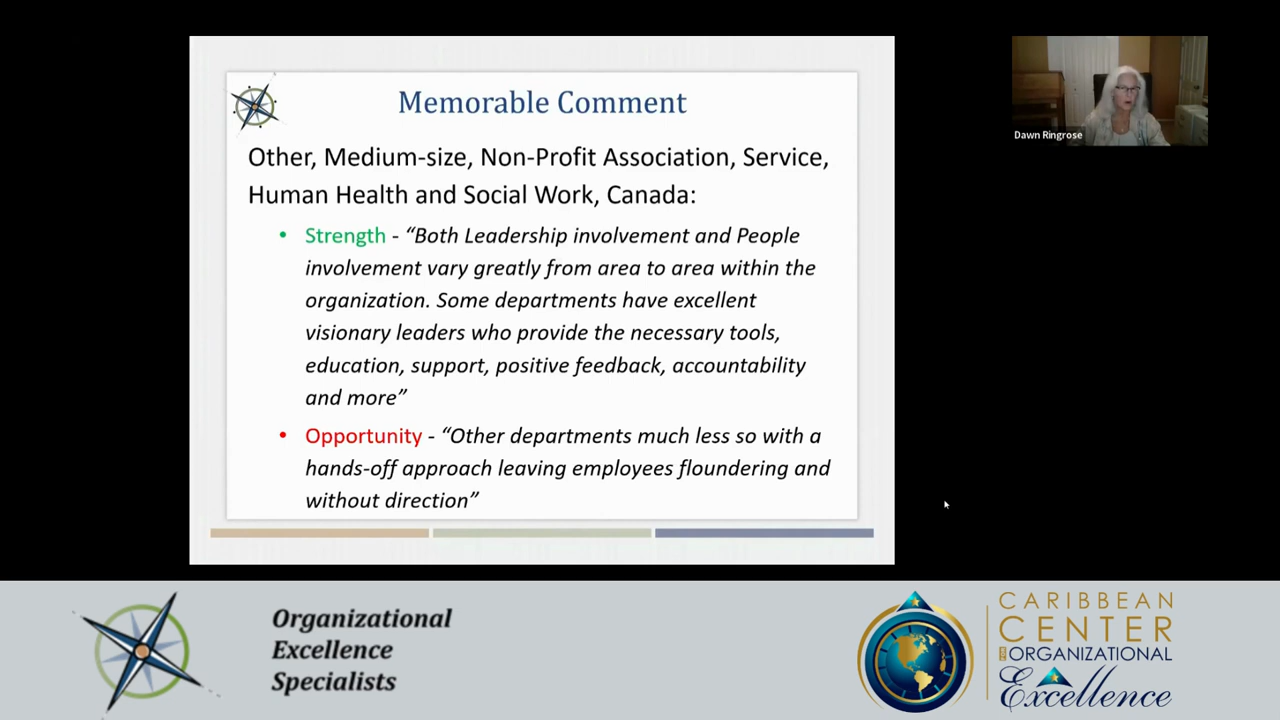 Memorable Comment
Other, Medium-size, Non-Profit Association, Service,
Human Health and Social Work, Canada:
• Strength - “Both Leadership involvement and People
involvement vary greatly from area to area within the
organization. Some departments have excellent
visionary leaders who provide the necessary tools,
education, support, positive feedback, accountability
and more”
• Opportunity - “Other departments much less so with a
hands-off approach leaving employees floundering and
without direction”
Dawn Ringrose
Organizational
Excellence
Specialists
CARIBBEAN
CENTER
ORGANIZATIONAL
Excellence